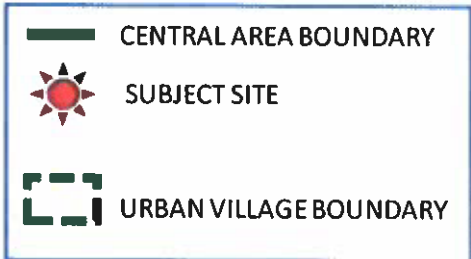 CENTRAL AREA BOUNDARY
SUBJECT SITE
URBAN VILLAGE BOUNDARY